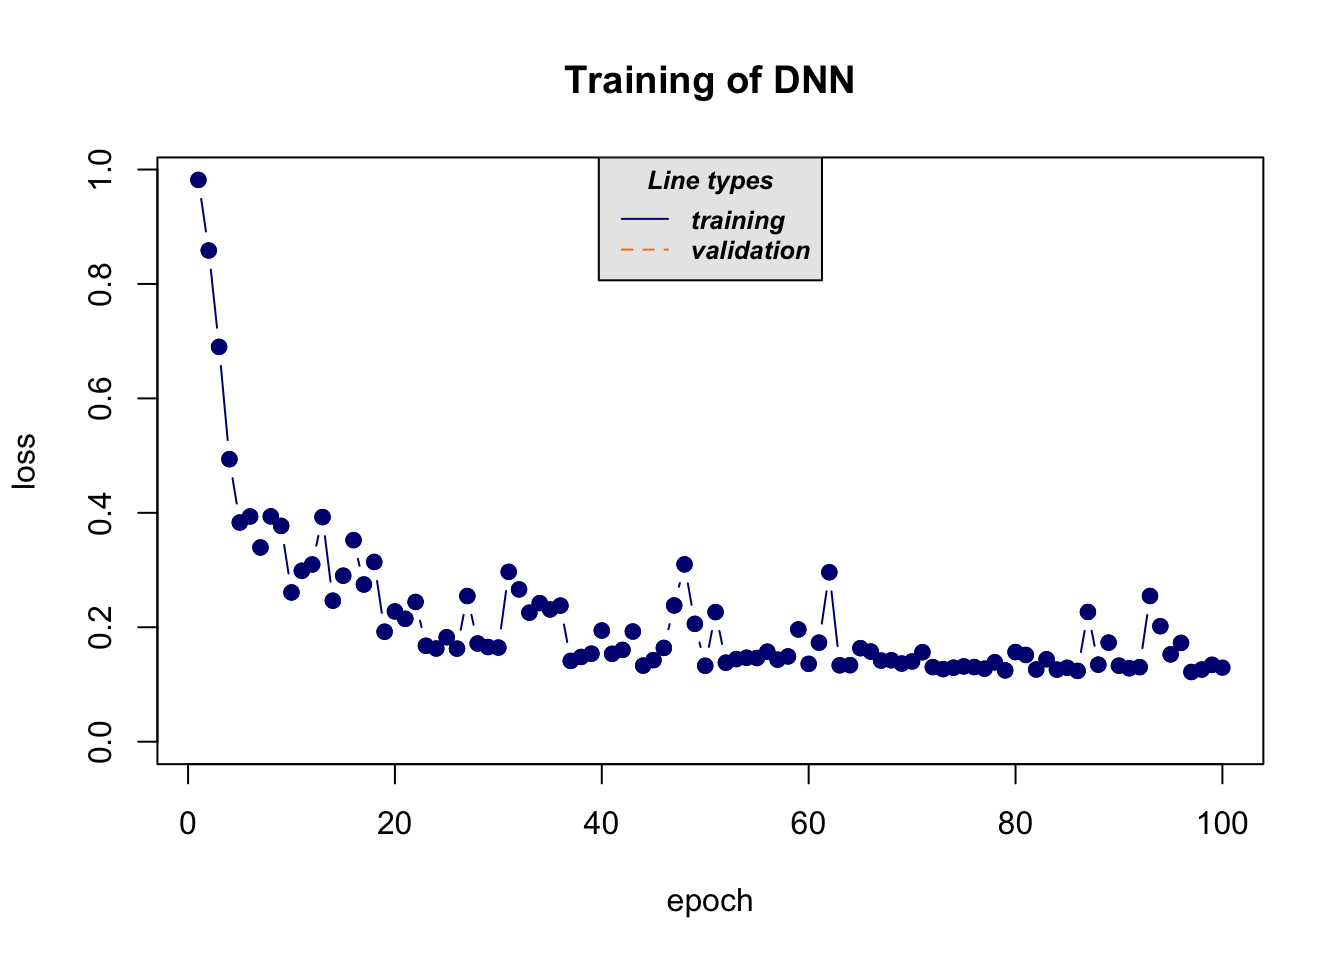 Training of DNN
Line types
training
validation
loss
1.0
0.8
0.6
0.4
0.2
0.0
0 20 40 60 80 100
epoch